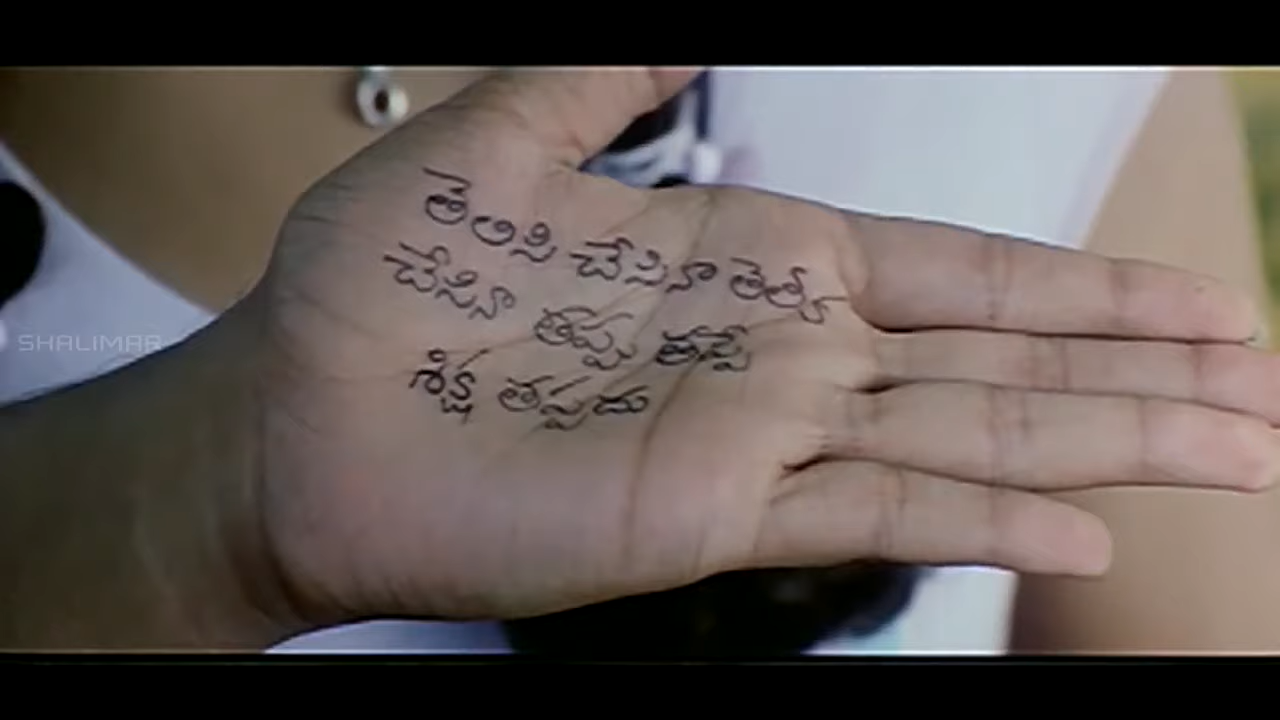 తెలిసి చేసినా తెలీక
చేసినా తప్పు తప్పే
శిక్ష తప్పదు
SHALIMAR